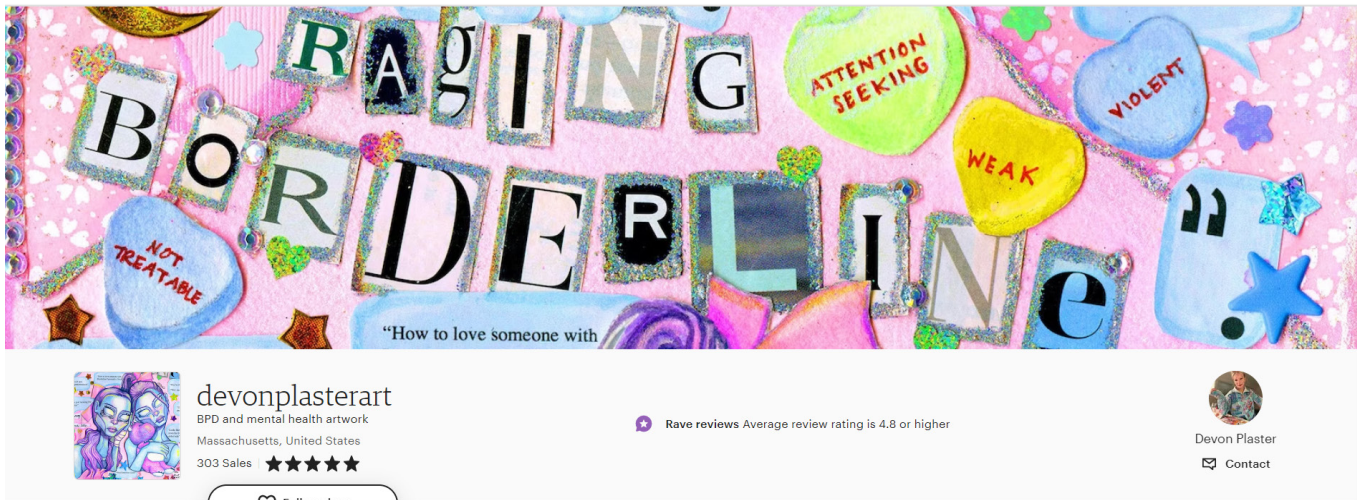 RAgING
BORDERLINe
ATTENTION
SEEKING
VIOLENT
WEAK
NOT
TREATABLE
“How to love someone with
devonplasterart
BPD and mental health artwork
Massachusetts, United States
303 Sales
Rave reviews Average review rating is 4.8 or higher
Devon Plaster
Contact